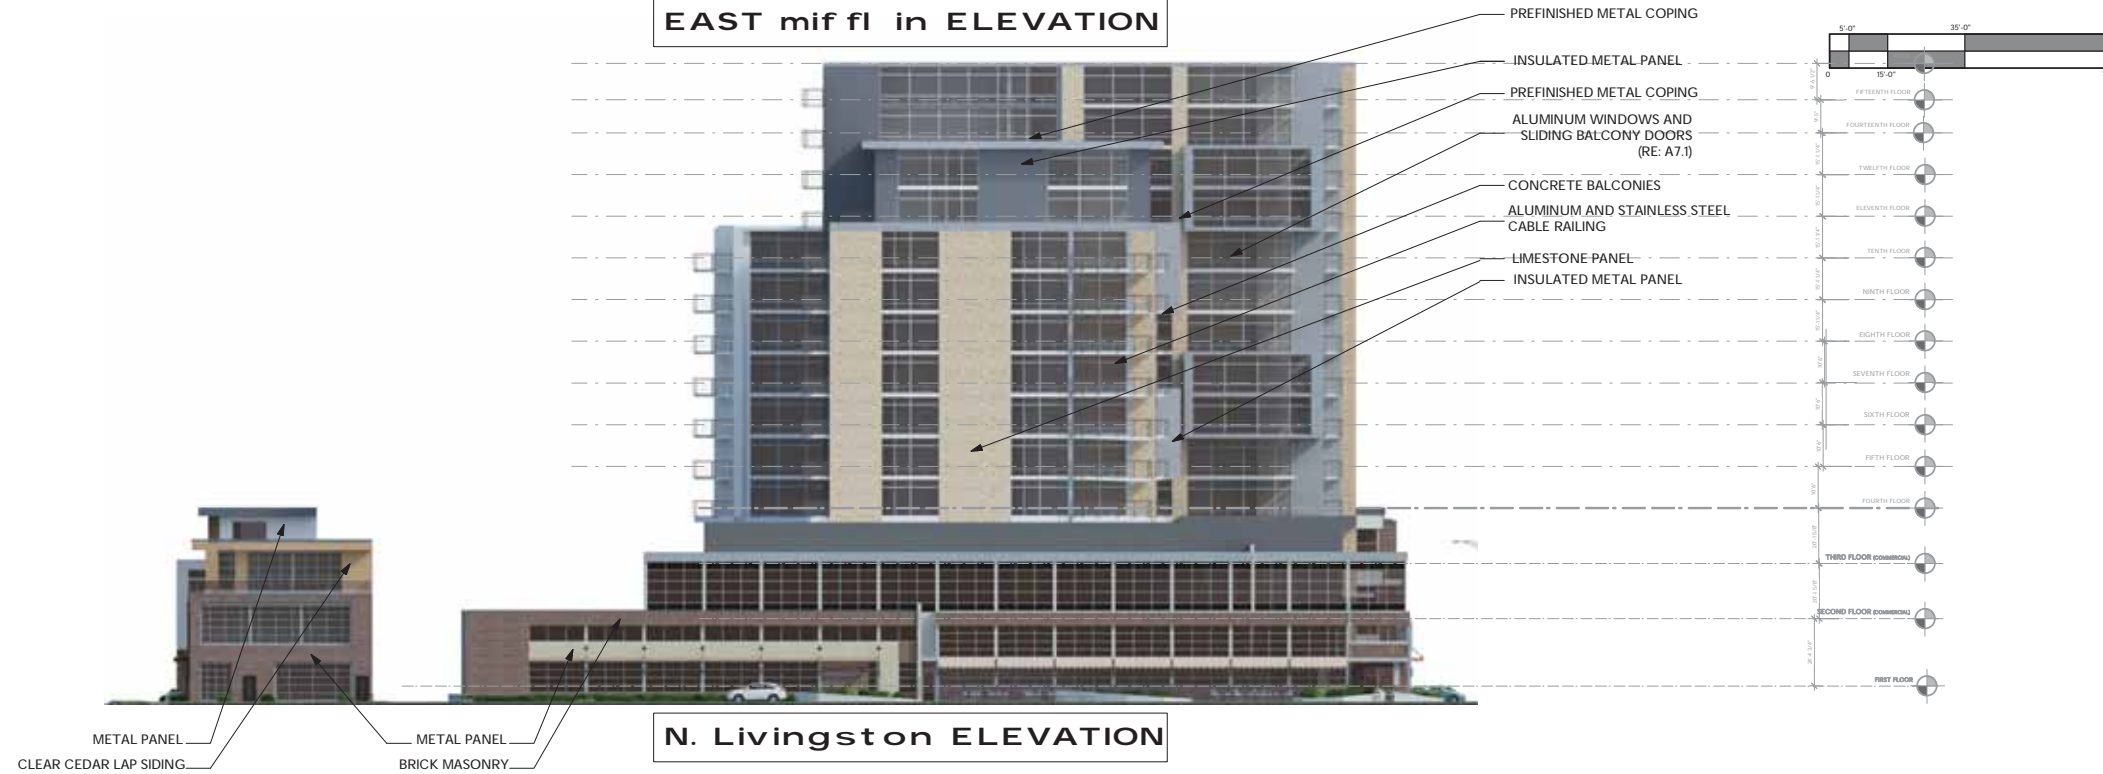 EAST mif fl in ELEVATION
PREFINISHED METAL COPING
INSULATED METAL PANEL
PREFINISHED METAL COPING
ALUMINUM WINDOWS AND
SLIDING BALCONY DOORS
(RE: A7.1)
CONCRETE BALCONIES
ALUMINUM AND STAINLESS STEEL
CABLE RAILING
LIMESTONE PANEL
INSULATED METAL PANEL
5'-0"
35'-0"
0
15'-0"
FIFTEENTH FLOOR
FOURTEENTH FLOOR
TWELFTH FLOOR
ELEVENTH FLOOR
TENTH FLOOR
NINTH FLOOR
EIGHTH FLOOR
SEVENTH FLOOR
SIXTH FLOOR
FIFTH FLOOR
FOURTH FLOOR
THIRD FLOOR (COMMERCIAL)
SECOND FLOOR (COMMERCIAL)
FIRST FLOOR
METAL PANEL
CLEAR CEDAR LAP SIDING
METAL PANEL
BRICK MASONRY
N. Livingston ELEVATION